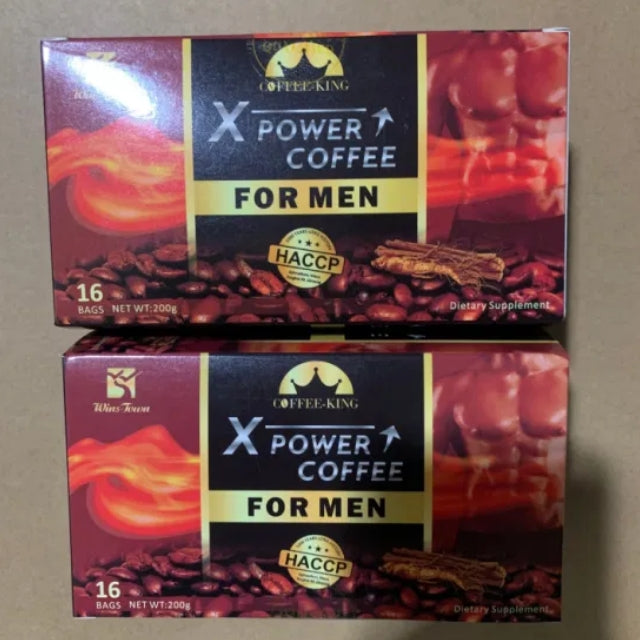 COFFEE-KING
X POWER
COFFEE
FOR MEN
HACCP
16
BAGS NET WT:200g
Dietary Supplement
Wins Town
COFFEE-KING
X POWER
COFFEE
FOR MEN
HACCP
16
BAGS NET WT:200g
Dietary Supplement